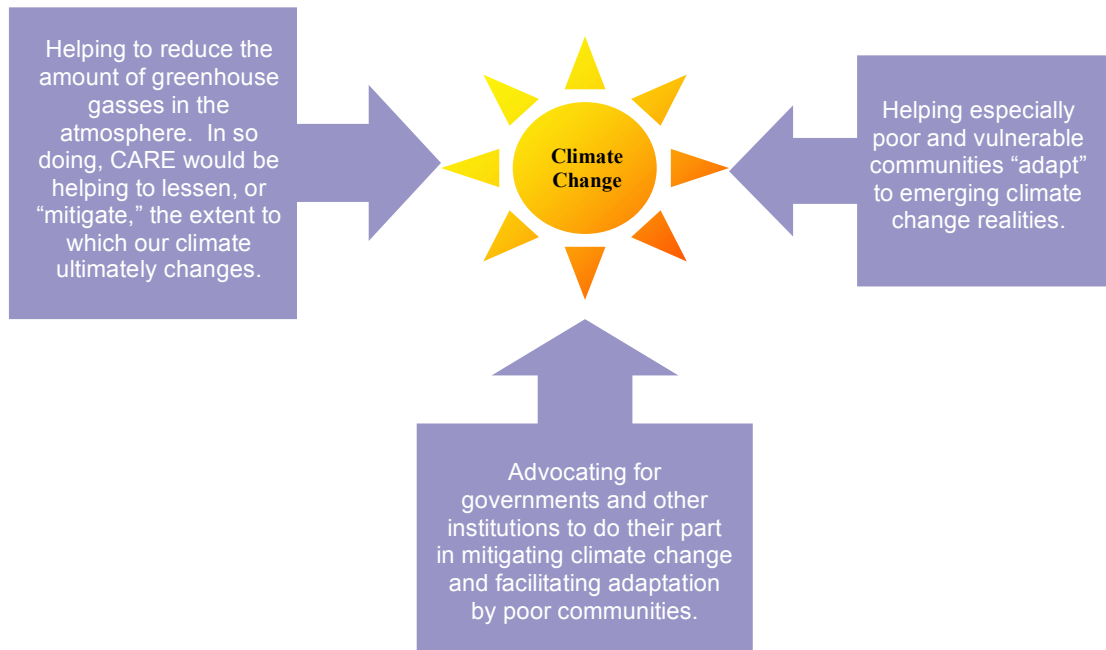 Helping to reduce the
amount of greenhouse
gasses in the
atmosphere.  In so
doing, CARE would be
helping to lessen, or
“mitigate,” the extent to
which our climate
ultimately changes.
Climate
Change
Helping especially
poor and vulnerable
communities “adapt”
to emerging climate
change realities.
Advocating for
governments and other
institutions to do their part
in mitigating climate change
and facilitating adaptation
by poor communities.